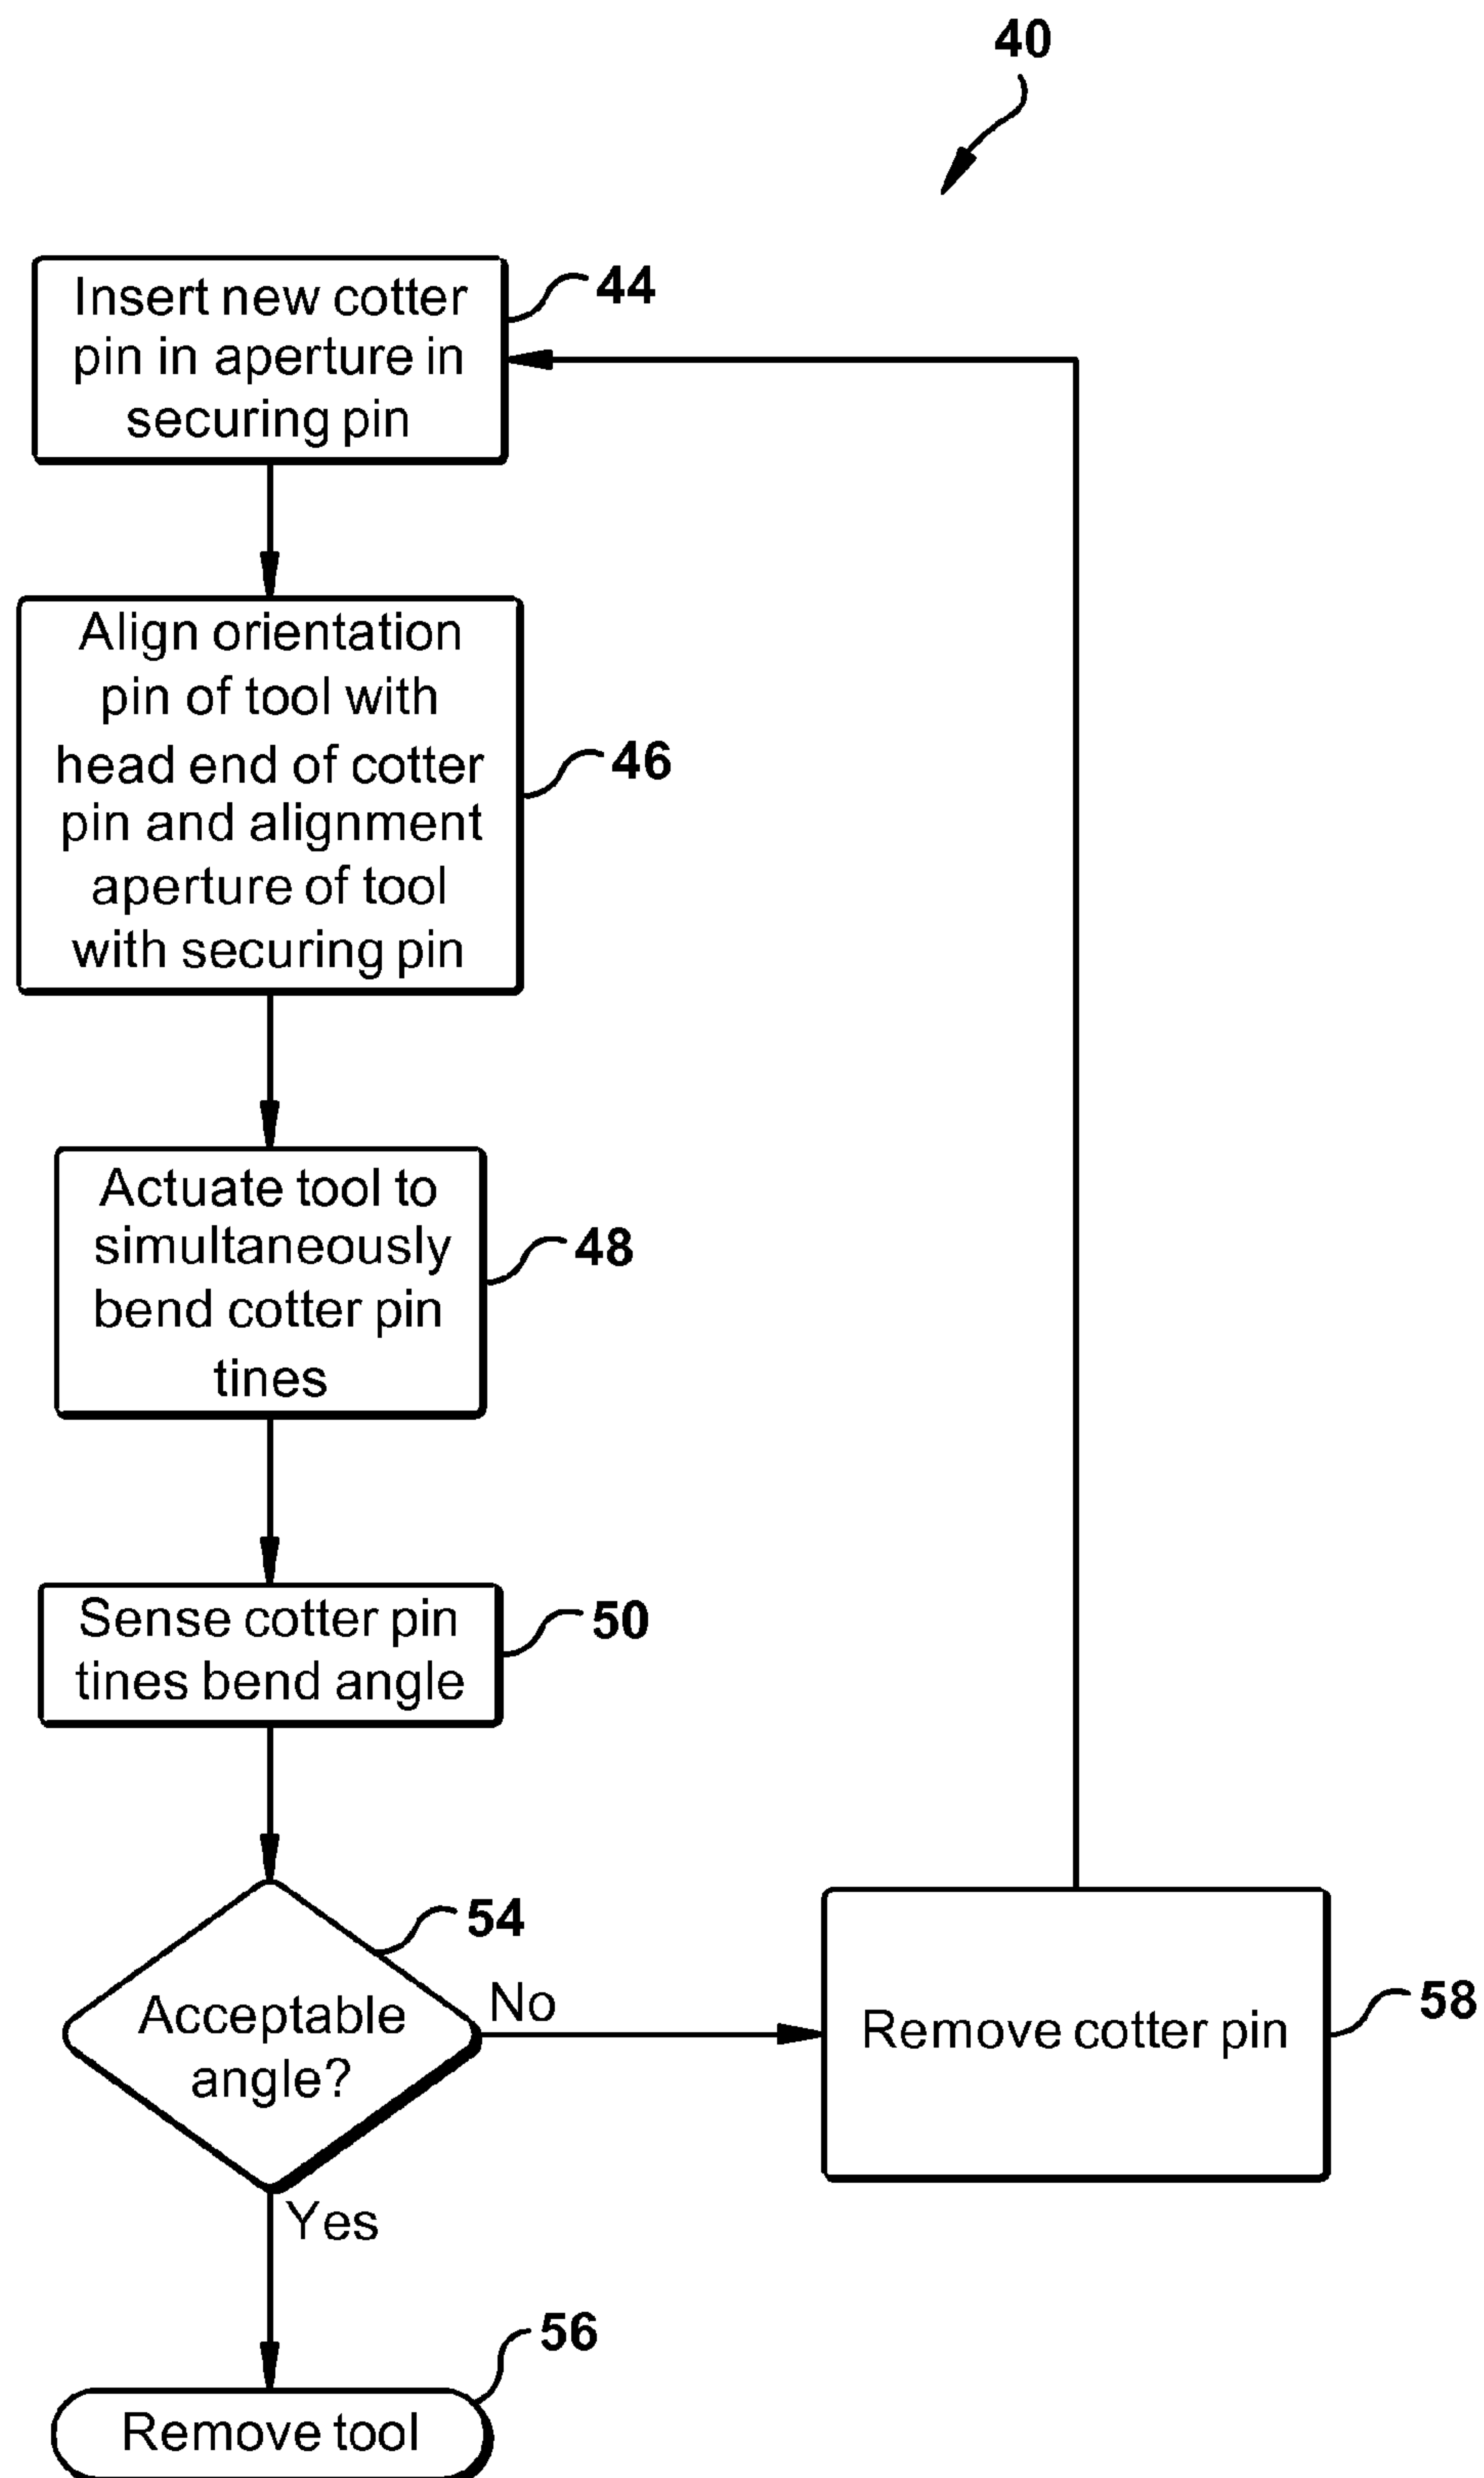 40
Insert new cotter
pin in aperture in
securing pin
44
Align orientation
pin of tool with
head end of cotter
pin and alignment
aperture of tool
with securing pin
46
Actuate tool to
simultaneously
bend cotter pin
tines
48
Sense cotter pin
tines bend angle
50
54
Acceptable
angle?
No
Remove cotter pin
58
Yes
56
Remove tool